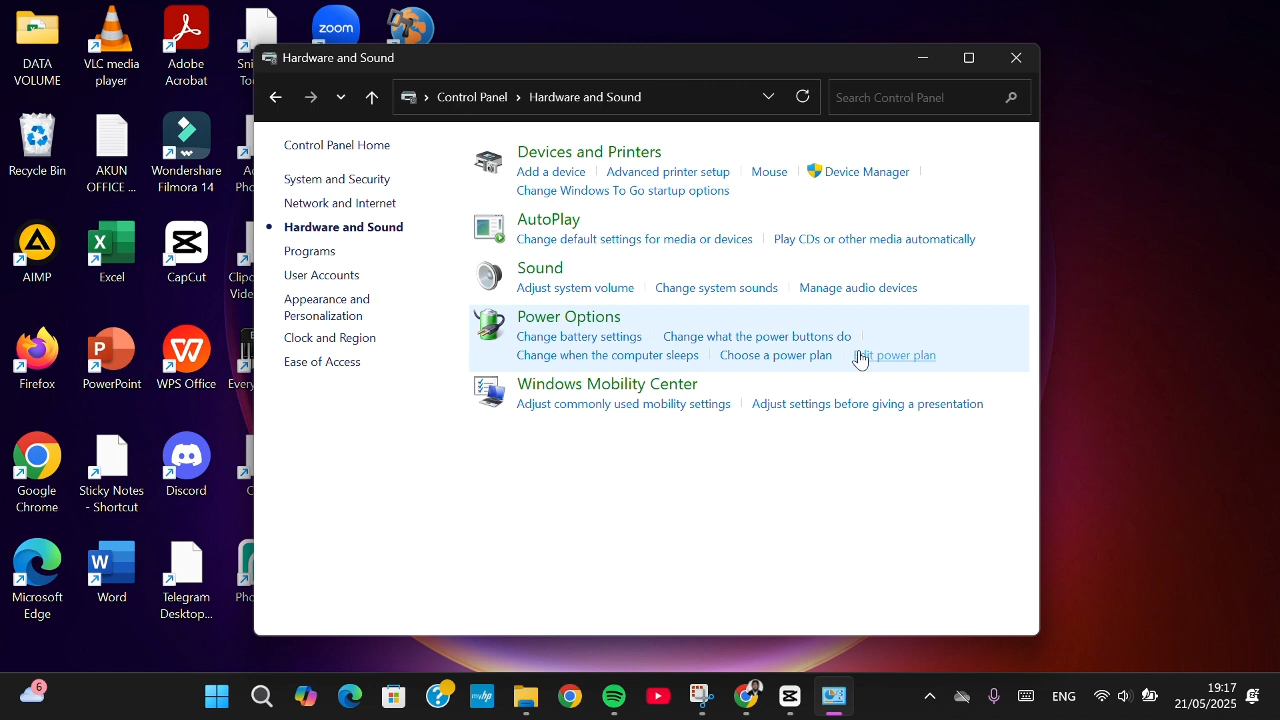 DATA
VOLUME
VLC media
player
Adobe
Acrobat
zoom
Recycle Bin
AKUN
OFFICE ...
Wondershare
Filmora 14
AIMP
Excel
CapCut
Firefox
PowerPoint
WPS Office
Google
Chrome
Sticky Notes
- Shortcut
Discord
Microsoft
Edge
Word
Telegram
Desktop...
Hardware and Sound
Control Panel › Hardware and Sound
Search Control Panel
Control Panel Home
System and Security
Network and Internet
Hardware and Sound
Programs
User Accounts
Appearance and
Personalization
Clock and Region
Ease of Access
Devices and Printers
Add a device
Advanced printer setup
Mouse
Device Manager
Change Windows To Go startup options
AutoPlay
Change default settings for media or devices
Play CDs or other media automatically
Sound
Adjust system volume
Change system sounds
Manage audio devices
Power Options
Change battery settings
Change what the power buttons do
Change when the computer sleeps
Choose a power plan
power plan
Windows Mobility Center
Adjust commonly used mobility settings
Adjust settings before giving a presentation
6
myhp
ENG
19:17
21/05/2025